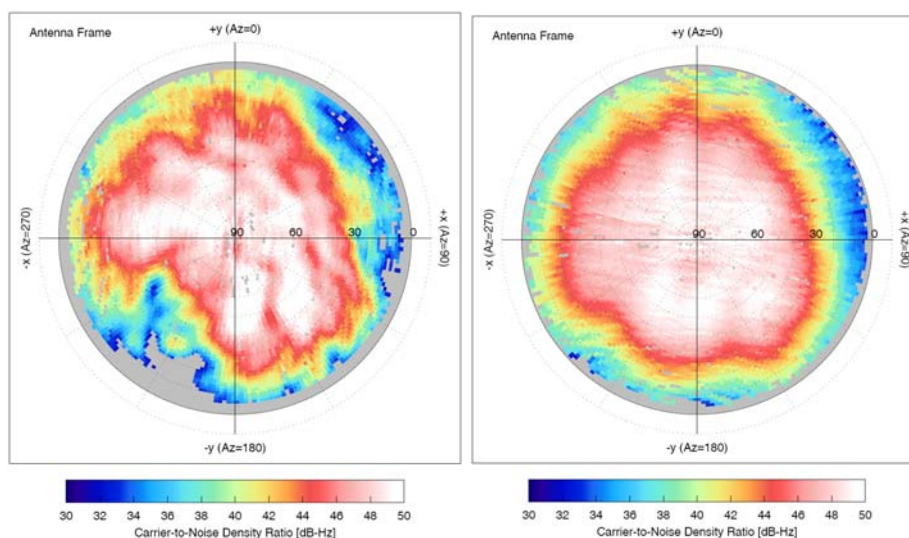 Antenna Frame
+y (Az=0)
-x (Az=270)
90 60 30 0
+x (Az=90)
-y (Az=180)
30 32 34 36 38 40 42 44 46 48 50
Carrier-to-Noise Density Ratio [dB-Hz]
Antenna Frame
+y (Az=0)
-x (Az=270)
90 60 30 0
+x (Az=90)
-y (Az=180)
30 32 34 36 38 40 42 44 46 48 50
Carrier-to-Noise Density Ratio [dB-Hz]